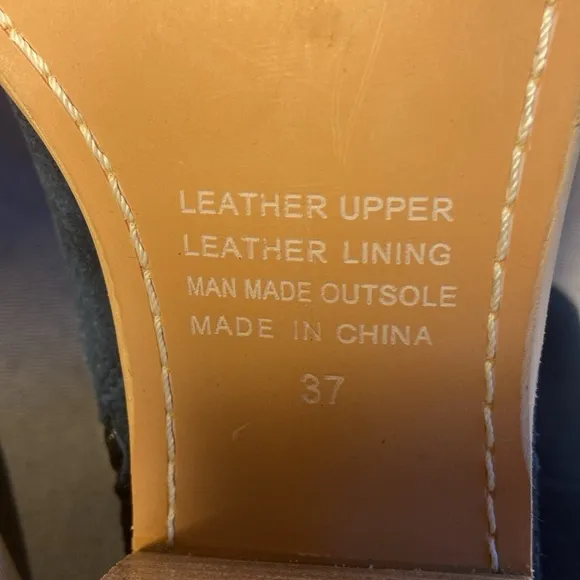 LEATHER UPPER
LEATHER LINING
MAN MADE OUTSOLE
MADE IN CHINA
37